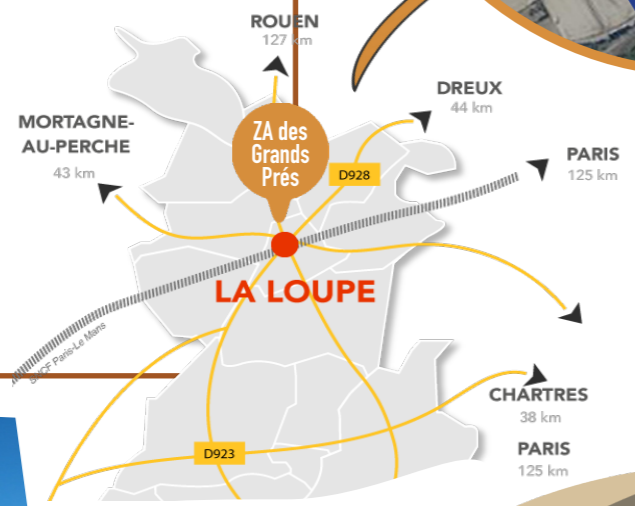 ROUEN
127 km
DREUX
44 km
MORTAGNE-
AU-PERCHE
43 km
ZA des
Grands
Prés
D928
PARIS
125 km
LA LOUPE
SNCF Paris-Le Mans
CHARTRES
38 km
D923
PARIS
125 km